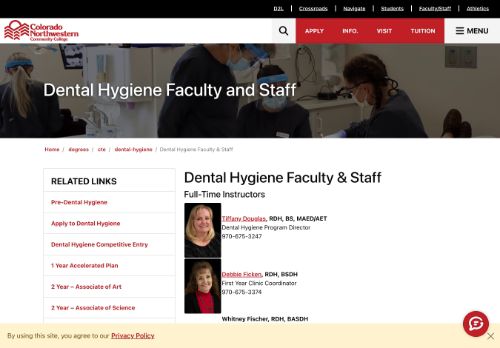 D2L | Crossroads | Navigate | Students | Faculty/Staff | Athletics
Colorado
Northwestern
Community College
APPLY INFO. VISIT TUITION MENU
Dental Hygiene Faculty and Staff
Home / degrees / cte / dental-hygiene / Dental Hygiene Faculty & Staff
RELATED LINKS
Pre-Dental Hygiene
Apply to Dental Hygiene
Dental Hygiene Competitive Entry
1 Year Accelerated Plan
2 Year – Associate of Art
2 Year – Associate of Science
Dental Hygiene Faculty & Staff
Full-Time Instructors
Tiffany Douglas, RDH, BS, MAED/AET
Dental Hygiene Program Director
970-675-3247
Debbie Ficken, RDH, BSDH
First Year Clinic Coordinator
970-675-3374
Whitney Fischer, RDH, BASDH
By using this site, you agree to our Privacy Policy